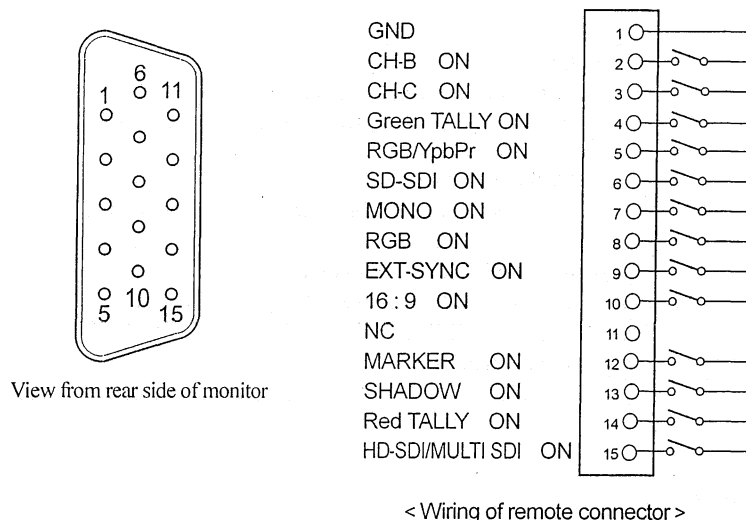 6
1 11
5 10 15
View from rear side of monitor
GND 1
CH-B ON 2
CH-C ON 3
Green TALLY ON 4
RGB/YpbPr ON 5
SD-SDI ON 6
MONO ON 7
RGB ON 8
EXT-SYNC ON 9
16 : 9 ON 10
NC 11
MARKER ON 12
SHADOW ON 13
Red TALLY ON 14
HD-SDI/MULTI SDI ON 15
< Wiring of remote connector >